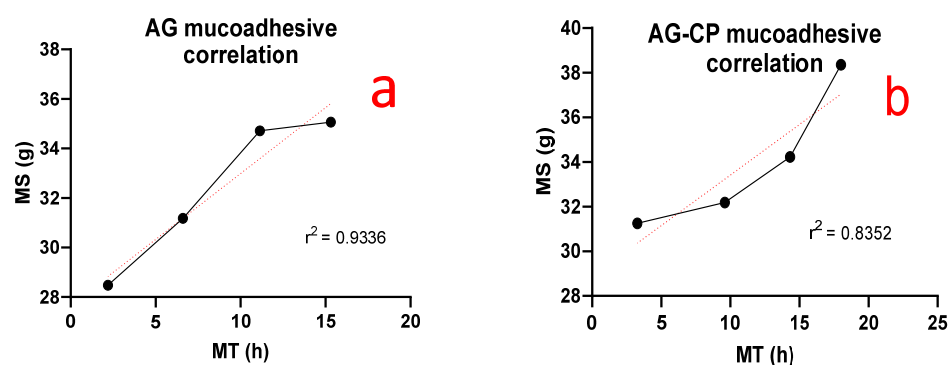 AG mucoadhesive
correlation
a
38
36
34
32
30
28
MS (g)
r² = 0.9336
0 5 10 15 20
MT (h)
AG-CP mucoadhesive
correlation
b
40
38
36
34
32
30
28
MS (g)
r² = 0.8352
0 5 10 15 20 25
MT (h)